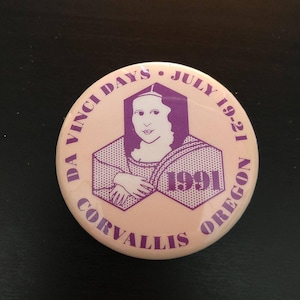 DA VINCI DAYS • JULY 19-21
1991
CORVALLIS OREGON